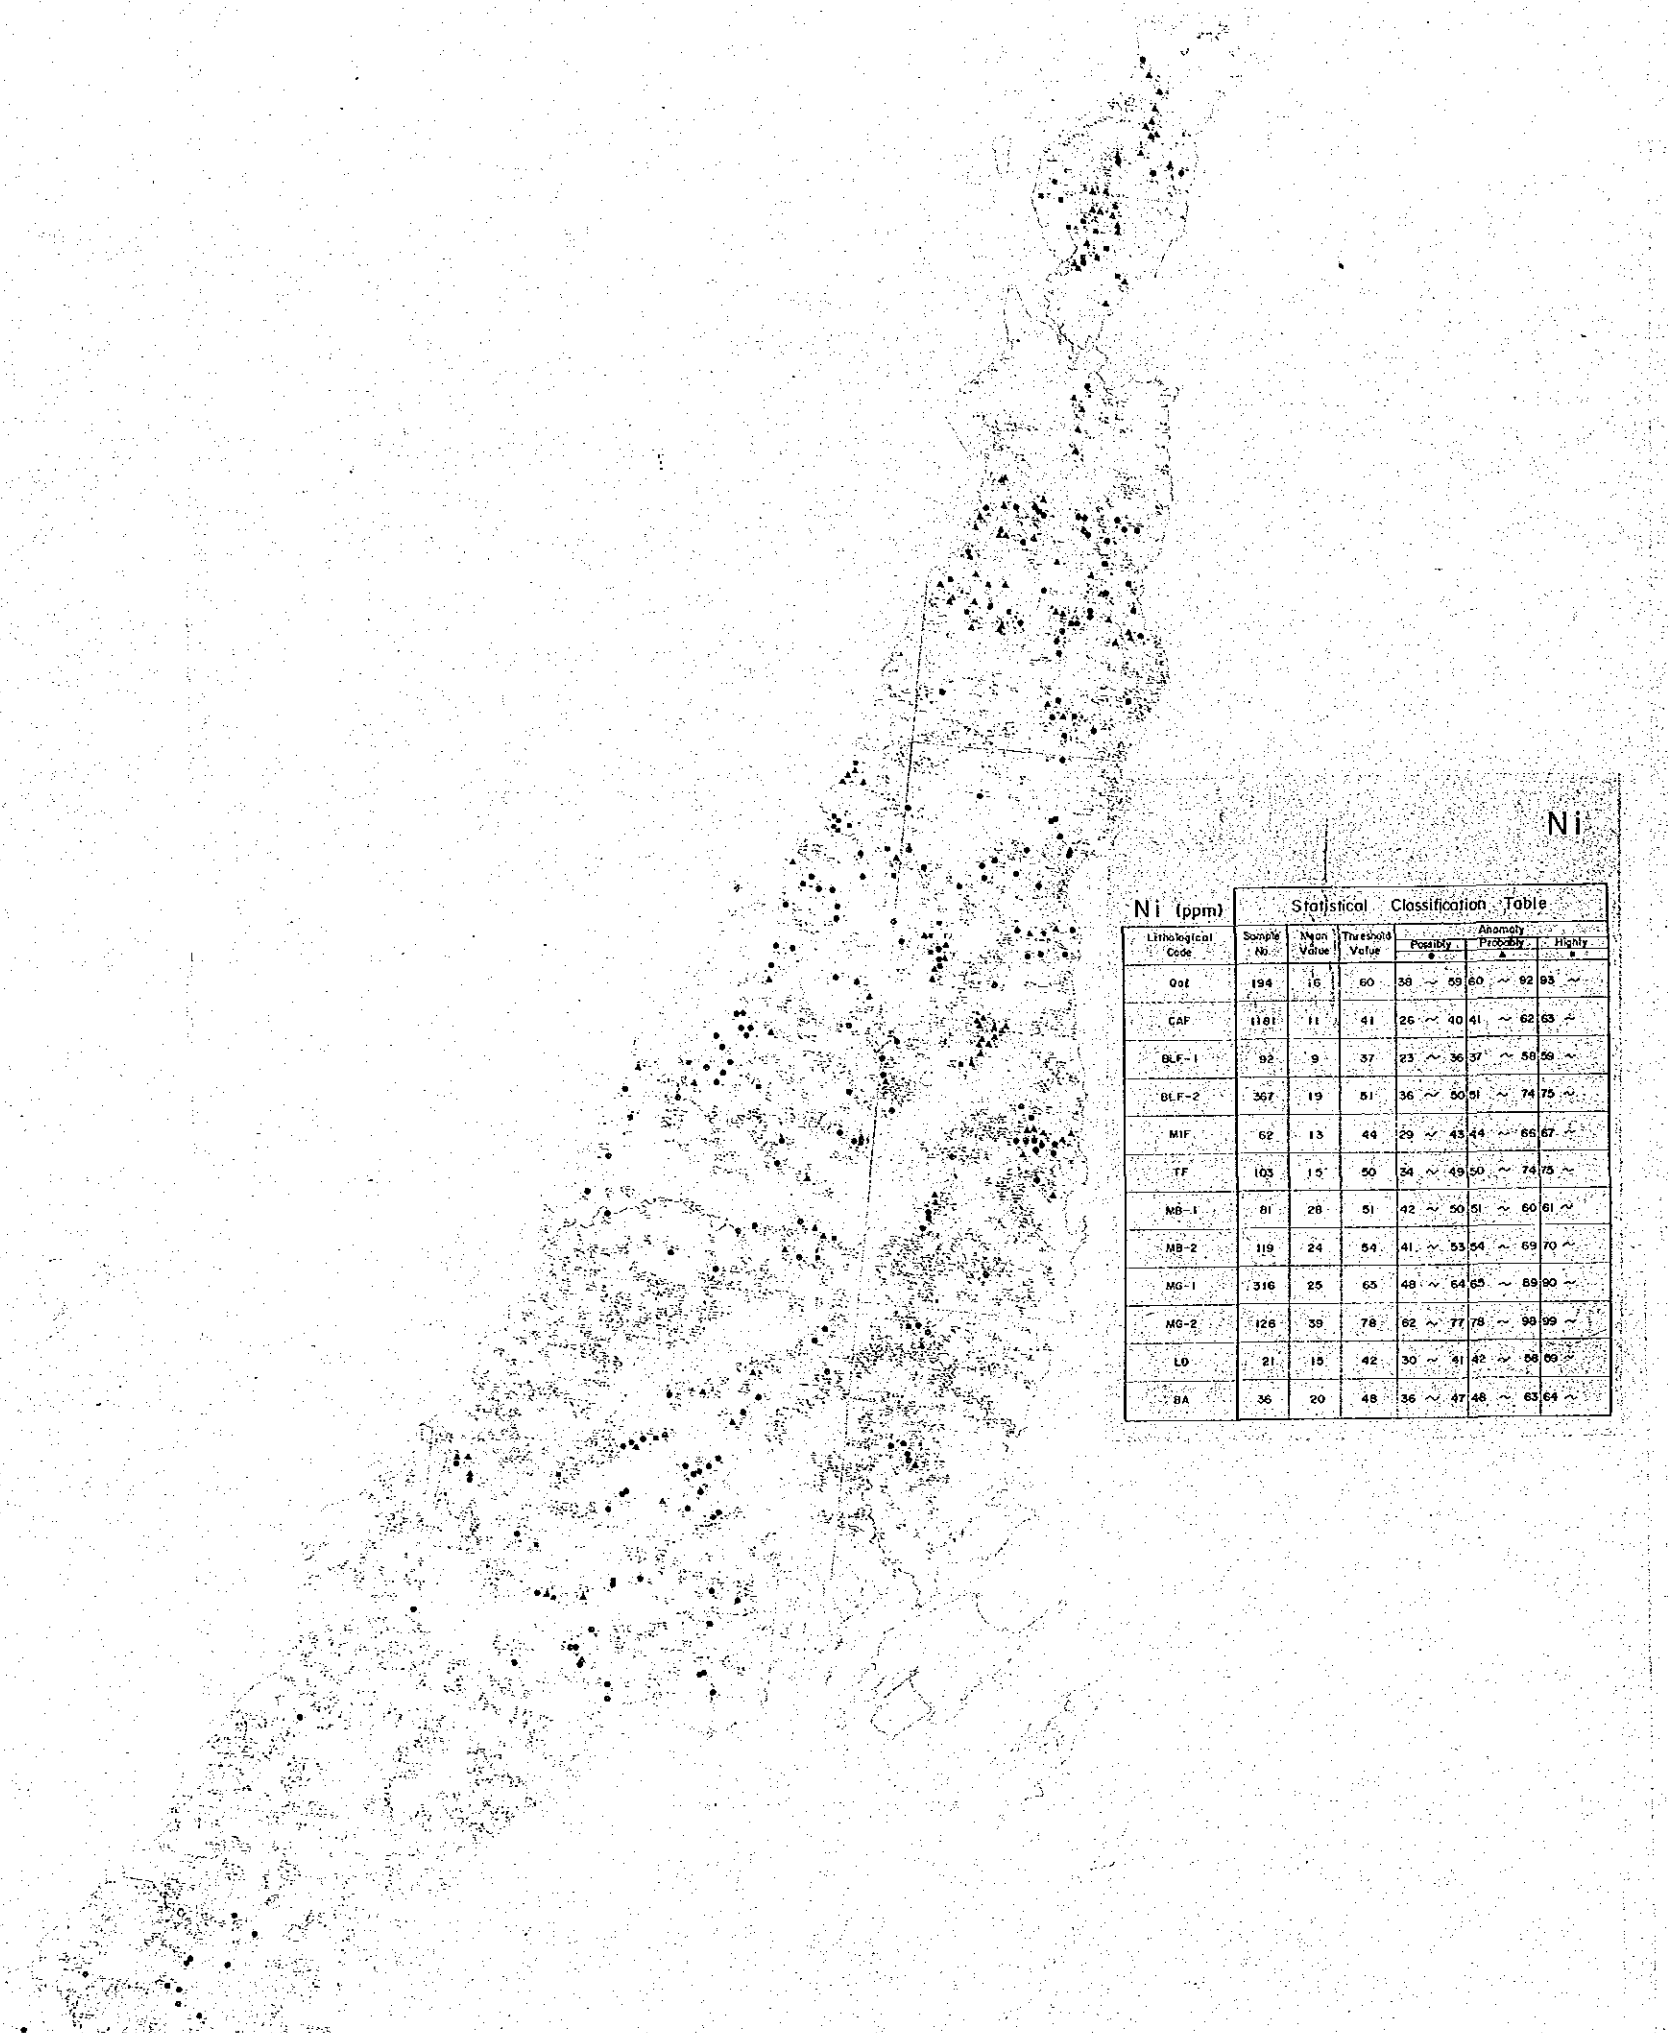 Ni
Ni (ppm) Statistical Classification Table
Lithological Code Sample No. Mean Value Threshold Value Anomaly
Possibly ● Probably ▲ Highly ■
194 16 60 38 ~ 59 60 ~ 92 93 ~
CAF 1181 11 41 26 ~ 40 41 ~ 62 63 ~
BLF-1 92 9 37 23 ~ 36 37 ~ 58 59 ~
BLF-2 367 19 51 36 ~ 50 51 ~ 74 75 ~
MIF 62 13 44 29 ~ 43 44 ~ 66 67 ~
TF 103 15 50 34 ~ 49 50 ~ 74 75 ~
MB-1 81 28 51 42 ~ 50 51 ~ 60 61 ~
MB-2 119 24 54 41 ~ 53 54 ~ 69 70 ~
MG-1 316 25 65 48 ~ 64 65 ~ 89 90 ~
MG-2 126 39 78 62 ~ 77 78 ~ 98 99 ~
LD 21 15 42 30 ~ 41 42 ~
BA 36 20 48 36 ~ 47 48 ~ 63 64 ~